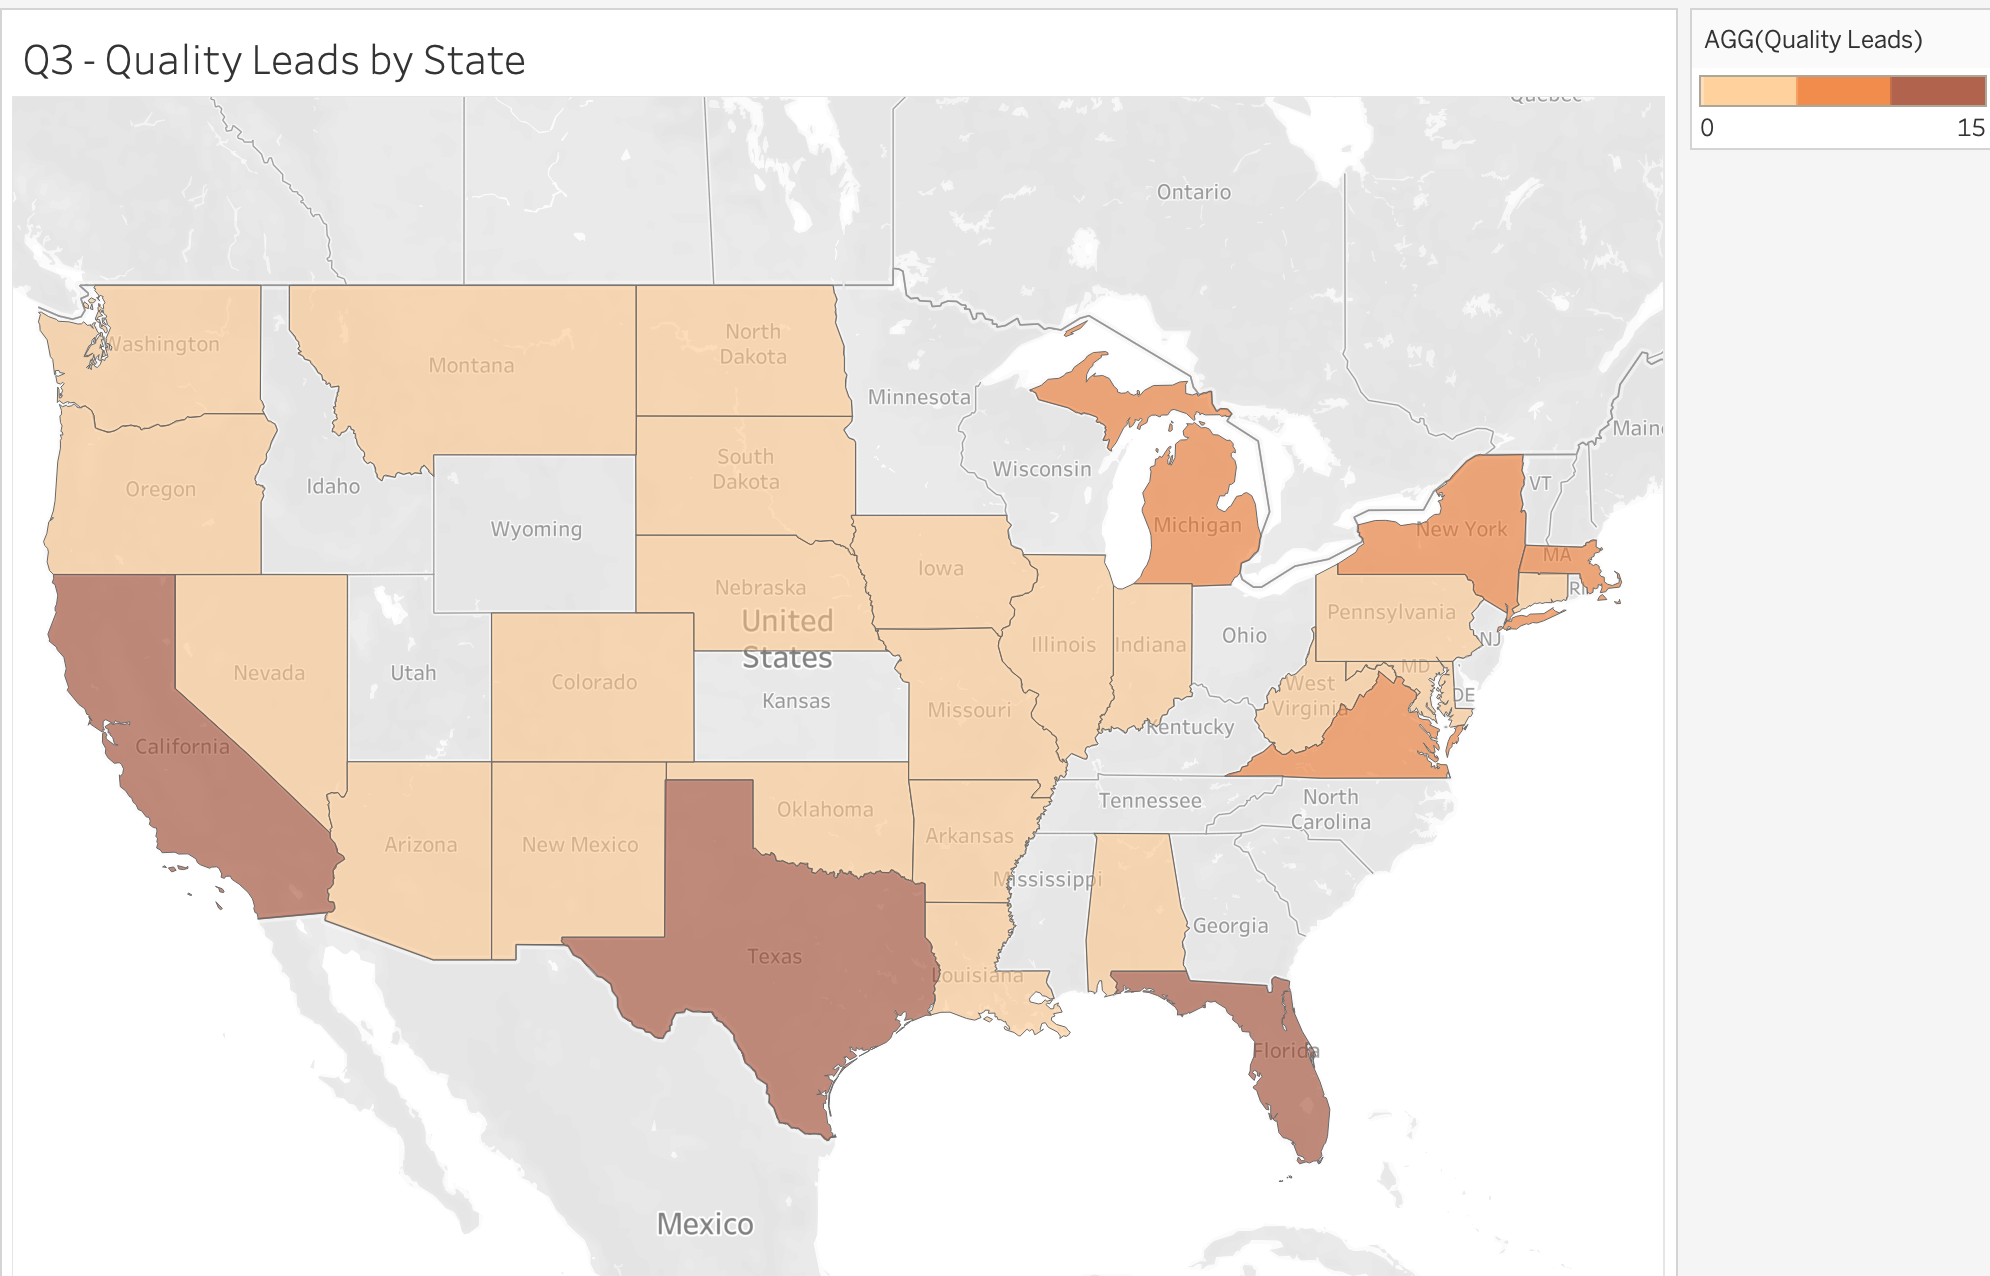 Q3 - Quality Leads by State
AGG(Quality Leads)
0
15
Quebec
Ontario
Washington
Montana
North
Dakota
Minnesota
Maine
Wisconsin
South
Dakota
Idaho
Oregon
VT
Wyoming
Michigan
New York
MA
Iowa
Nebraska
RI
Pennsylvania
United
States
Ohio
NJ
Illinois
Indiana
MD
Nevada
Utah
Colorado
West
Virginia
DE
Kansas
Missouri
Kentucky
California
Tennessee
North
Carolina
Oklahoma
Arkansas
Arizona
New Mexico
Mississippi
Georgia
Texas
Louisiana
Florida
Mexico